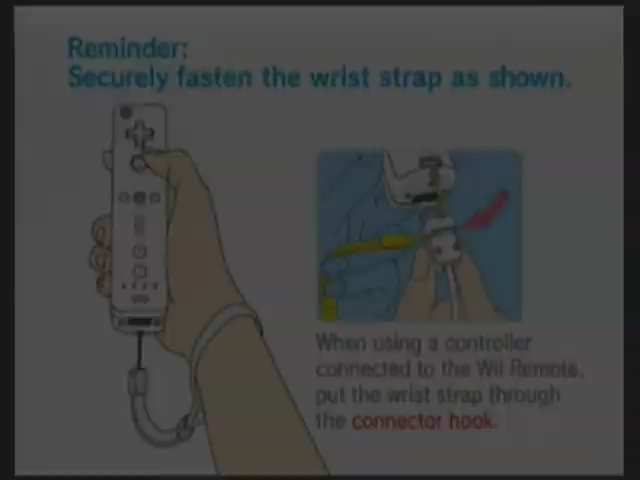 Reminder:
Securely fasten the wrist strap as shown.
When using a controller
connected to the Wii Remote,
put the wrist strap through
the connector hook.